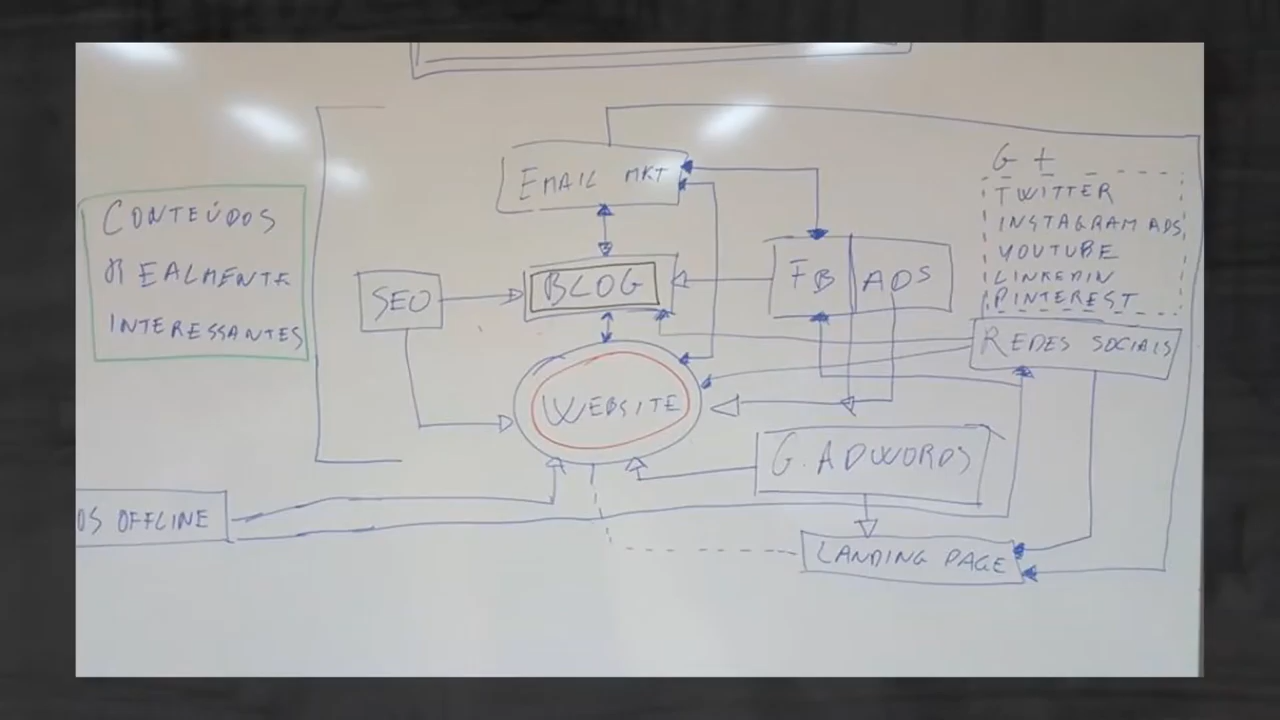 CONTEÚDOS
REALMENTE
INTERESSANTES
EMAIL MKT
SEO
BLOG
FB ADS
G+
TWITTER
INSTAGRAM ADS
YOUTUBE
LINKEDIN
PINTEREST
REDES SOCIAIS
WEBSITE
G. ADWORDS
OS OFFLINE
LANDING PAGE